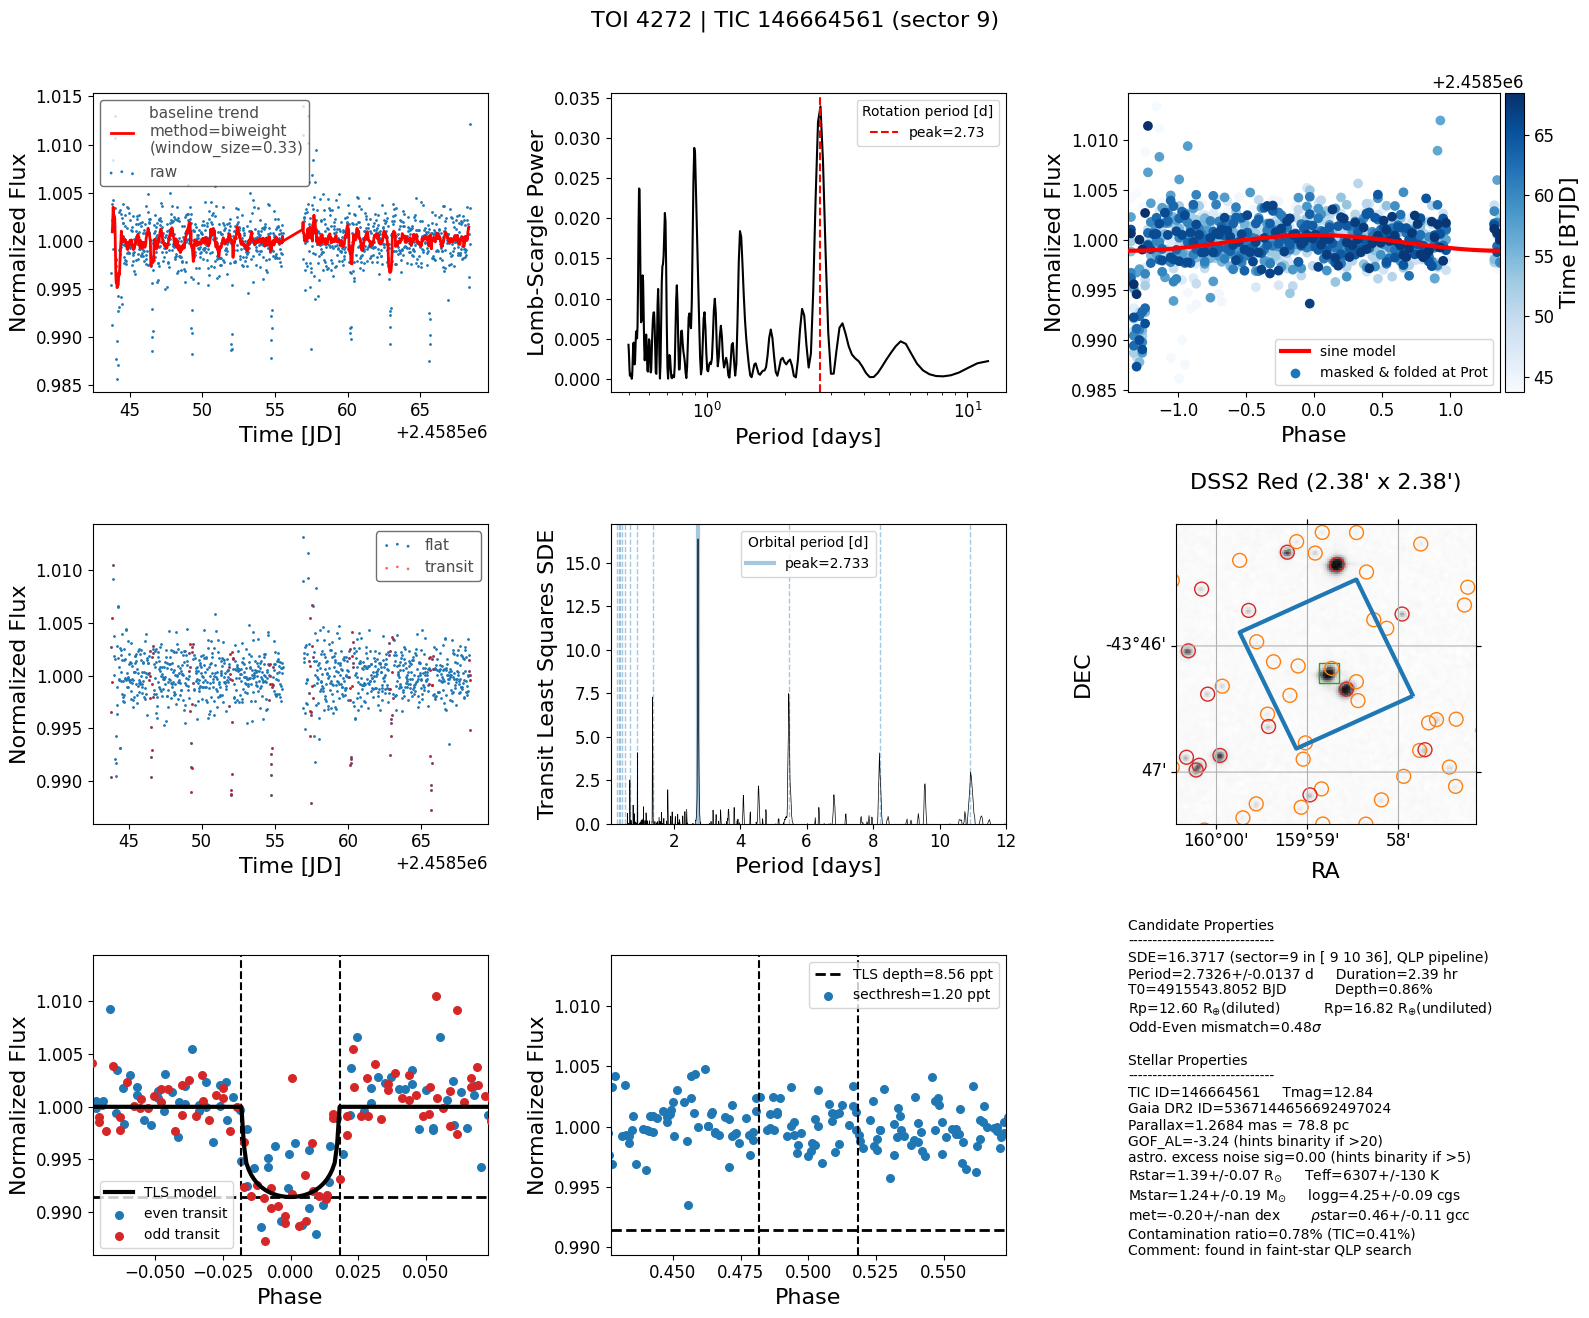 TOI 4272 | TIC 146664561 (sector 9)
Normalized Flux
1.015
1.010
1.005
1.000
0.995
0.990
0.985
baseline trend
method=biweight
(window_size=0.33)
raw
45
50
55
60
65
Time [JD]
+2.4585e6
Lomb-Scargle Power
0.035
0.030
0.025
0.020
0.015
0.010
0.005
0.000
Rotation period [d]
peak=2.73
10⁰
10¹
Period [days]
Normalized Flux
1.010
1.005
1.000
0.995
0.990
0.985
sine model
masked & folded at Prot
−1.0
−0.5
0.0
0.5
1.0
Phase
+2.4585e6
65
60
55
50
45
Time [BTJD]
Normalized Flux
1.010
1.005
1.000
0.995
0.990
flat
transit
45
50
55
60
65
Time [JD]
+2.4585e6
Transit Least Squares SDE
15.0
12.5
10.0
7.5
5.0
2.5
0.0
Orbital period [d]
peak=2.733
2
4
6
8
10
12
Period [days]
DSS2 Red (2.38' x 2.38')
DEC
-43°46'
47'
160°00'
159°59'
58'
RA
Normalized Flux
1.010
1.005
1.000
0.995
0.990
TLS model
even transit
odd transit
−0.050
−0.025
0.000
0.025
0.050
Phase
Normalized Flux
1.010
1.005
1.000
0.995
0.990
TLS depth=8.56 ppt
secthresh=1.20 ppt
0.450
0.475
0.500
0.525
0.550
Phase
Candidate Properties
------------------------------
SDE=16.3717 (sector=9 in [ 9 10 36], QLP pipeline)
Period=2.7326+/-0.0137 d Duration=2.39 hr
T0=4915543.8052 BJD Depth=0.86%
Rp=12.60 R⊕(diluted) Rp=16.82 R⊕(undiluted)
Odd-Even mismatch=0.48σ
Stellar Properties
------------------------------
TIC ID=146664561 Tmag=12.84
Gaia DR2 ID=5367144656692497024
Parallax=1.2684 mas = 78.8 pc
GOF_AL=-3.24 (hints binarity if >20)
astro. excess noise sig=0.00 (hints binarity if >5)
Rstar=1.39+/-0.07 R☉ Teff=6307+/-130 K
Mstar=1.24+/-0.19 M☉ logg=4.25+/-0.09 cgs
met=-0.20+/-nan dex ρstar=0.46+/-0.11 gcc
Contamination ratio=0.78% (TIC=0.41%)
Comment: found in faint-star QLP search